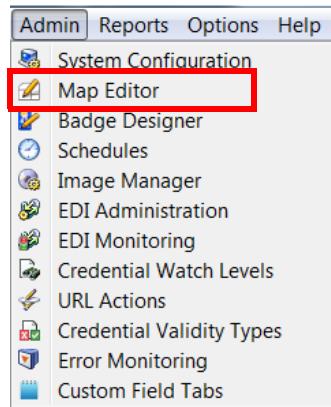 Admin Reports Options Help
System Configuration
Map Editor
Badge Designer
Schedules
Image Manager
EDI Administration
EDI Monitoring
Credential Watch Levels
URL Actions
Credential Validity Types
Error Monitoring
Custom Field Tabs